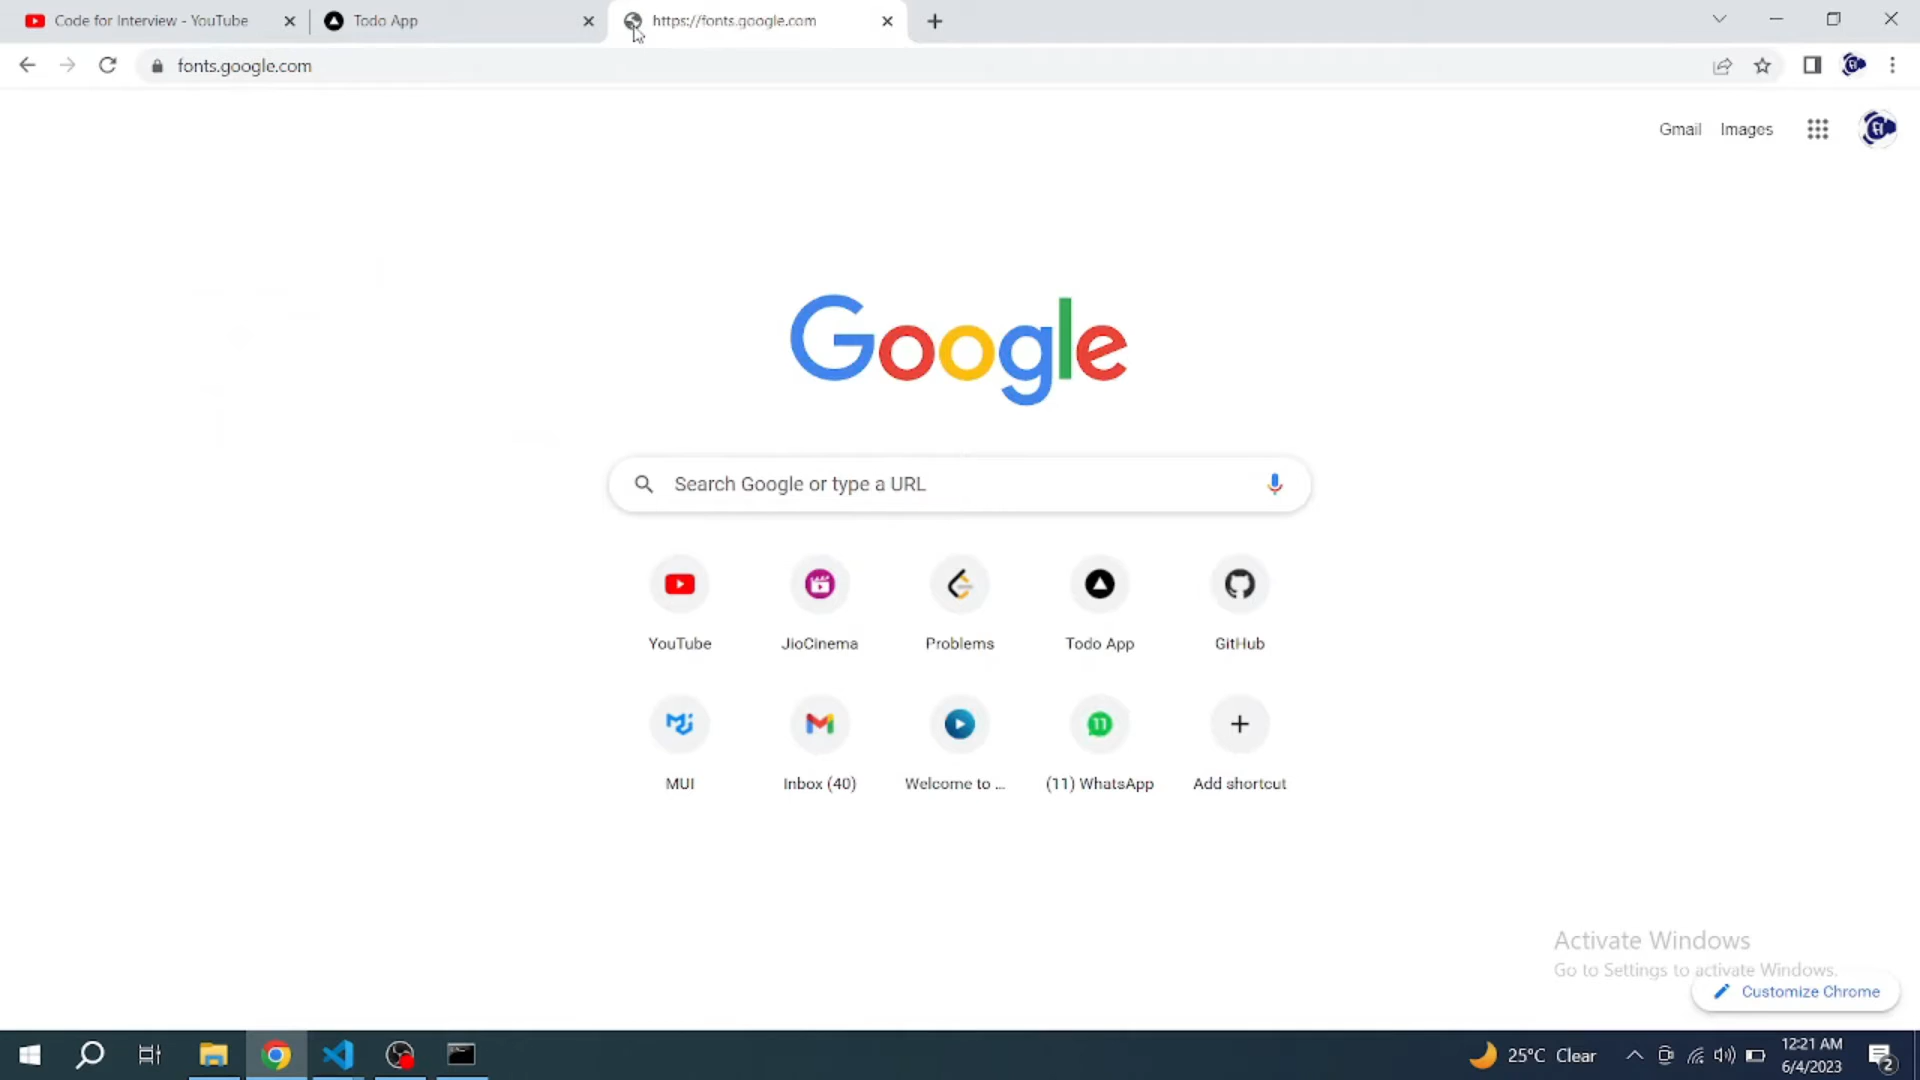 Code for Interview - YouTube
Todo App
https://fonts.google.com
fonts.google.com
Gmail Images
Google
Search Google or type a URL
YouTube JioCinema Problems Todo App GitHub
11
MUI Inbox (40) Welcome to ... (11) WhatsApp Add shortcut
Activate Windows
Go to Settings to activate Windows.
Customize Chrome
25°C Clear
12:21 AM
6/4/2023
2